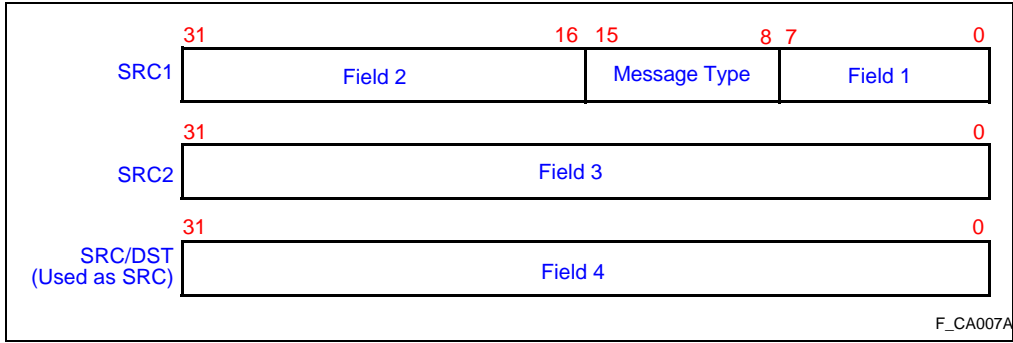 31 16 15 8 7 0
SRC1 Field 2 Message Type Field 1
31 0
SRC2 Field 3
31 0
SRC/DST
(Used as SRC) Field 4
F_CA007A